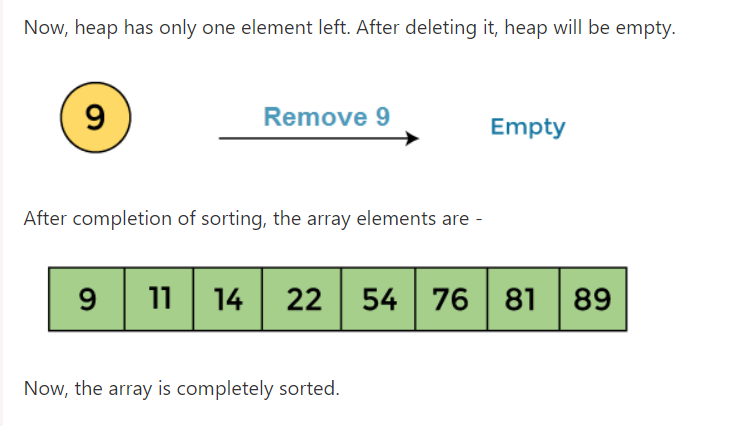 Now, heap has only one element left. After deleting it, heap will be empty.
9
Remove 9
Empty
After completion of sorting, the array elements are -
9 11 14 22 54 76 81 89
Now, the array is completely sorted.